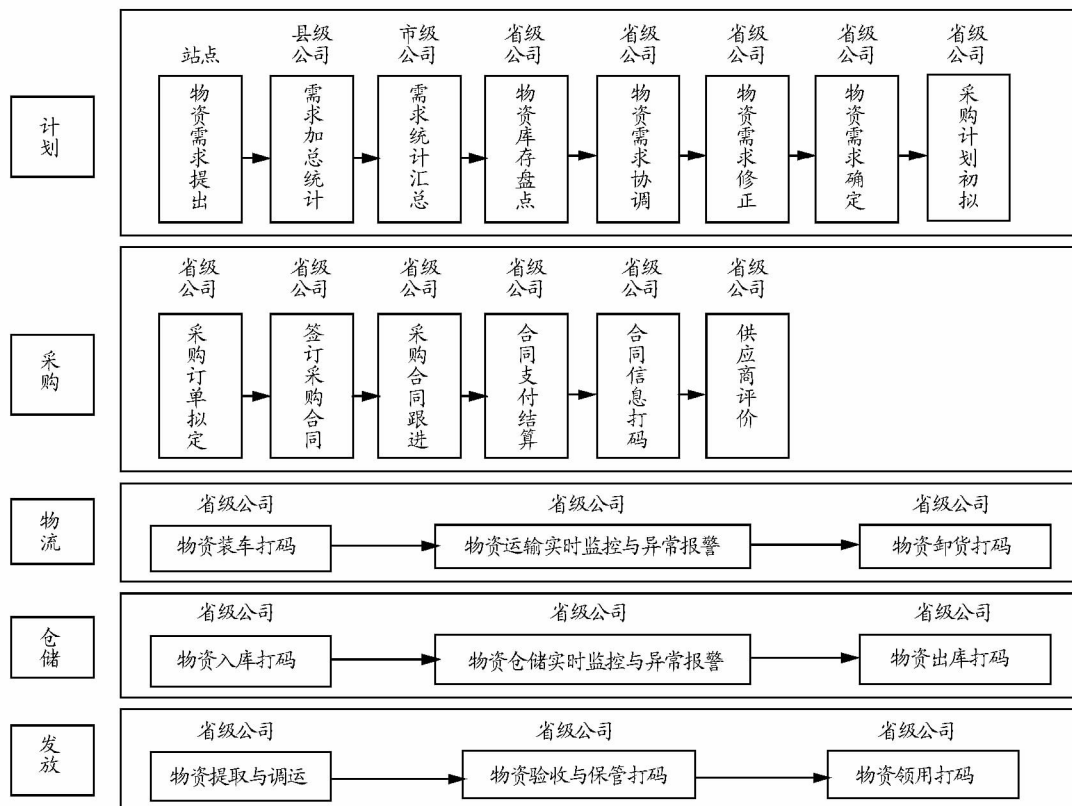 计划
站点
物资需求提出
县级公司
需求加总统计
市级公司
需求统计汇总
省级公司
物资库存盘点
省级公司
物资需求协调
省级公司
物资需求修正
省级公司
物资需求确定
省级公司
采购计划初拟
采购
省级公司
采购订单拟定
省级公司
签订采购合同
省级公司
采购合同跟进
省级公司
合同支付结算
省级公司
合同信息打码
省级公司
供应商评价
物流
省级公司
物资装车打码
省级公司
物资运输实时监控与异常报警
省级公司
物资卸货打码
仓储
省级公司
物资入库打码
省级公司
物资仓储实时监控与异常报警
省级公司
物资出库打码
发放
省级公司
物资提取与调运
省级公司
物资验收与保管打码
省级公司
物资领用打码